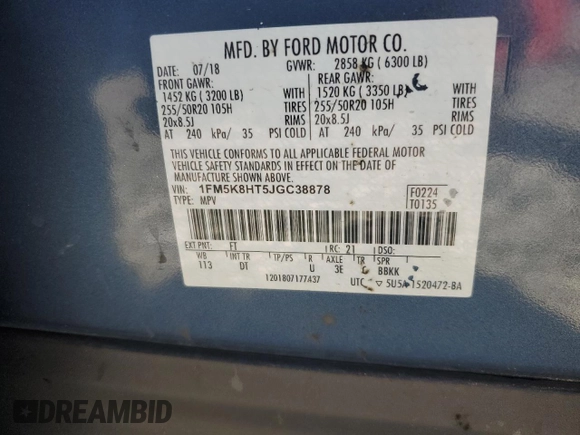 MFD. BY FORD MOTOR CO.
DATE: 07/18 GVWR: 2858 KG ( 6300 LB)
FRONT GAWR: REAR GAWR:
1452 KG ( 3200 LB) WITH 1520 KG ( 3350 LB) WITH
255/50R20 105H TIRES 255/50R20 105H TIRES
20x8.5J RIMS 20x8.5J RIMS
AT 240 kPa/ 35 PSI COLD AT 240 kPa/ 35 PSI COLD
THIS VEHICLE CONFORMS TO ALL APPLICABLE FEDERAL MOTOR
VEHICLE SAFETY STANDARDS IN EFFECT ON THE DATE OF
MANUFACTURE SHOWN ABOVE.
VIN: 1FM5K8HT5JGC38878 F0224
TYPE: MPV T0135
EXT PNT: FT RC: 21 DSO:
WB INT TR TP/PS R AXLE TR SPR
113 DT U 3E BBKK
1201807177437 UTC ▽ 5U5A-1520472-BA
DREAMBID